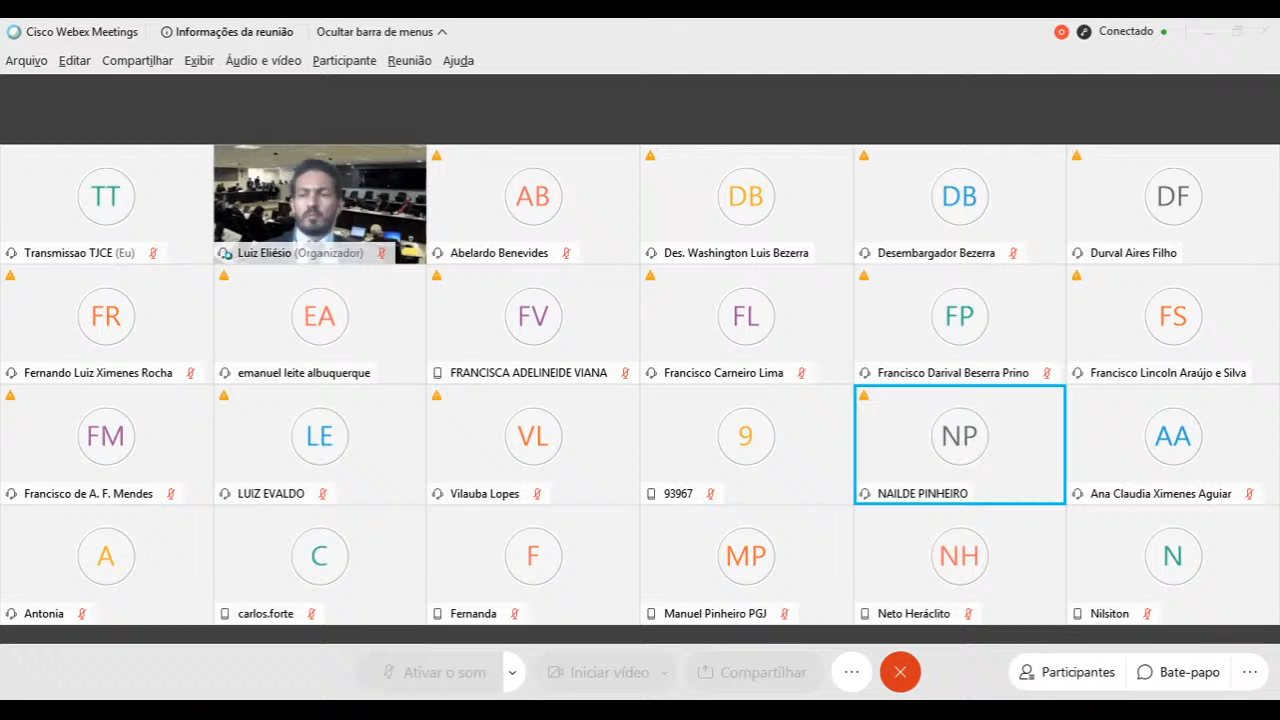 Cisco Webex Meetings Informações da reunião Ocultar barra de menus Conectado
Arquivo Editar Compartilhar Exibir Áudio e vídeo Participante Reunião Ajuda
TT AB DB DB DF
Transmissao TJCE (Eu) Luiz Eliésio (Organizador) Abelardo Benevides Des. Washington Luis Bezerra Desembargador Bezerra Durval Aires Filho
FR EA FV FL FP FS
Fernando Luiz Ximenes Rocha emanuel leite albuquerque FRANCISCA ADELINEIDE VIANA Francisco Carneiro Lima Francisco Darival Beserra Prino Francisco Lincoln Araújo e Silva
FM LE VL 9 NP AA
Francisco de A. F. Mendes LUIZ EVALDO Vilauba Lopes 93967 NAILDE PINHEIRO Ana Claudia Ximenes Aguiar
A C F MP NH N
Antonia carlos.forte Fernanda Manuel Pinheiro PGJ Neto Heráclito Nilsiton
Ativar o som Iniciar vídeo Compartilhar Participantes Bate-papo